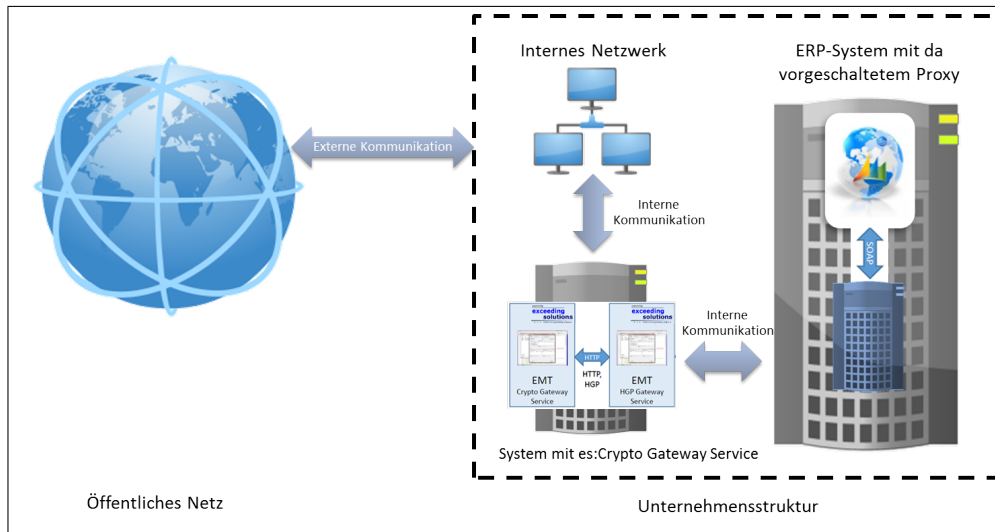 Internes Netzwerk
ERP-System mit da
vorgeschaltetem Proxy
Externe Kommunikation
Interne
Kommunikation
SOAP
exceeding
solutions
exceeding
solutions
HTTP
HTTP,
HGP
EMT
Crypto Gateway
Service
EMT
HGP Gateway
Service
Interne
Kommunikation
System mit es:Crypto Gateway Service
Öffentliches Netz
Unternehmensstruktur